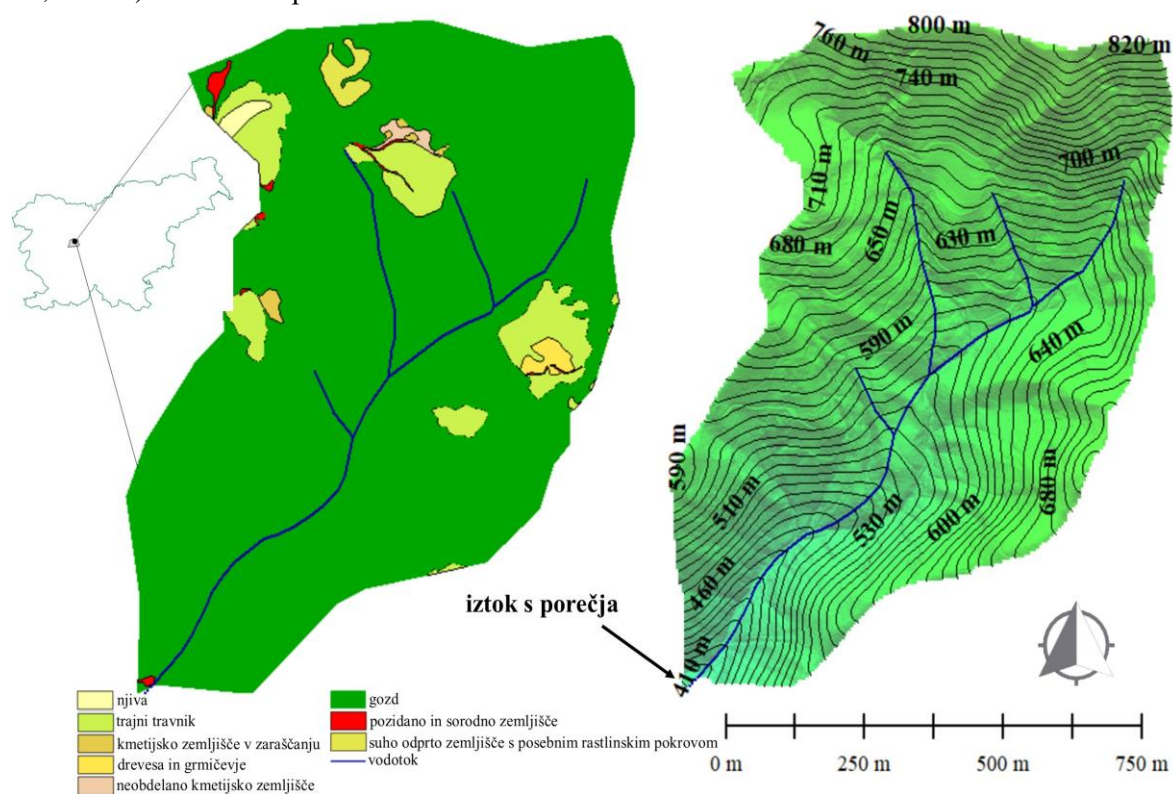 800 m
760 m
820 m
740 m
700 m
710 m
650 m
630 m
680 m
590 m
640 m
590 m
510 m
530 m
600 m
680 m
460 m
410 m
iztok s porečja
njiva
trajni travnik
kmetijsko zemljišče v zaraščanju
drevesa in grmičevje
neobdelano kmetijsko zemljišče
gozd
pozidano in sorodno zemljišče
suho odprto zemljišče s posebnim rastlinskim pokrovom
vodotok
0 m 250 m 500 m 750 m